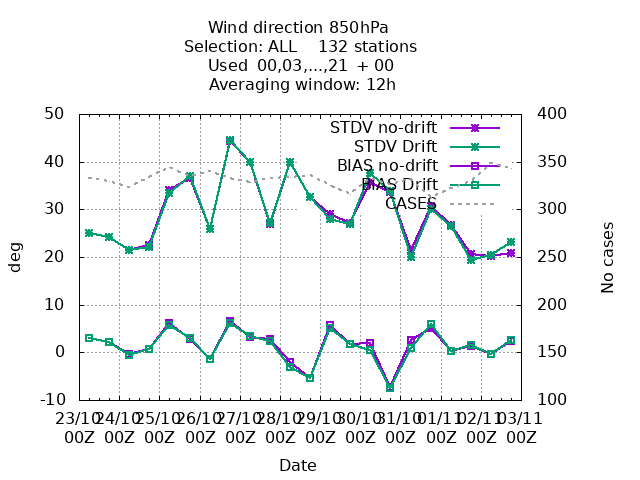 Wind direction 850hPa
Selection: ALL 132 stations
Used 00,03,...,21 + 00
Averaging window: 12h
50 400
STDV no-drift
STDV Drift
40 350
BIAS no-drift
BIAS Drift
CASES
30 300
deg
No cases
20 250
10 200
0 150
-10 100
23/10 24/10 25/10 26/10 27/10 28/10 29/10 30/10 31/10 01/11 02/11 03/11
00Z 00Z 00Z 00Z 00Z 00Z 00Z 00Z 00Z 00Z 00Z 00Z
Date